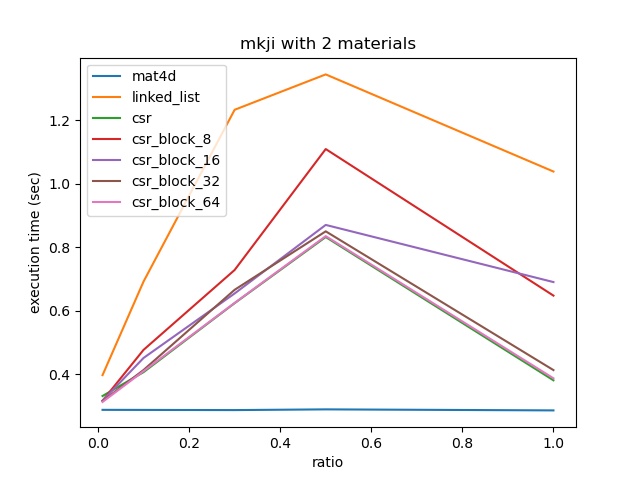 mkji with 2 materials
mat4d
linked_list
csr
csr_block_8
csr_block_16
csr_block_32
csr_block_64
execution time (sec)
1.2
1.0
0.8
0.6
0.4
0.0 0.2 0.4 0.6 0.8 1.0
ratio